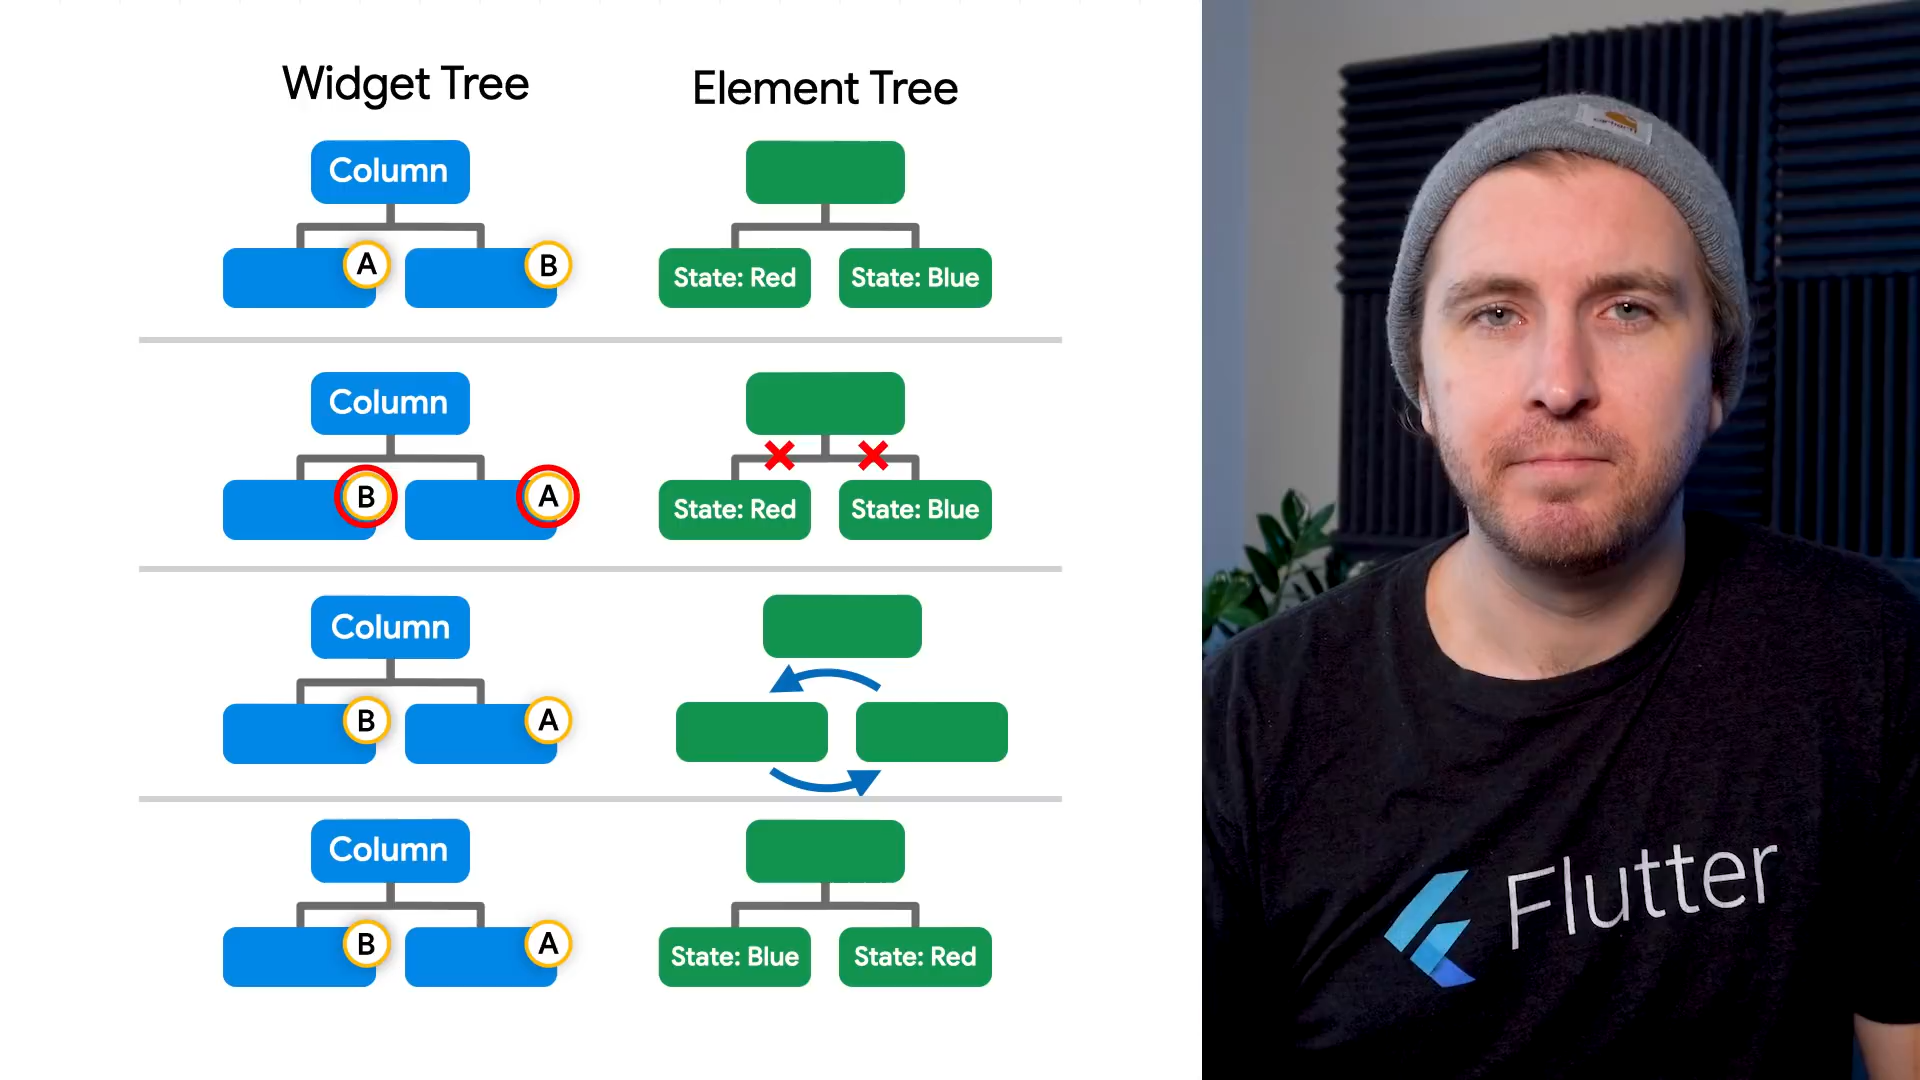 Widget Tree
Element Tree
Column
A
B
State: Red
State: Blue
Column
B
A
State: Red
State: Blue
Column
B
A
Column
B
A
State: Blue
State: Red
carhartt
Flutter